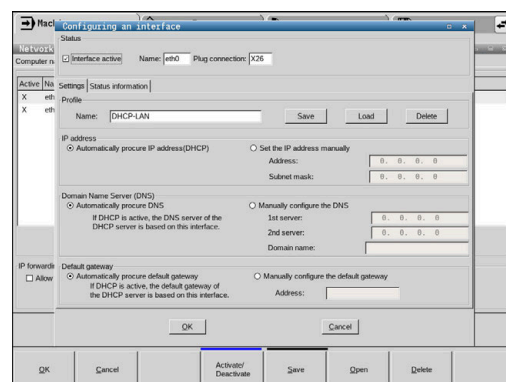 Configuring an interface
Status
Interface active
Name: eth0
Plug connection: X26
Network
Computer
Active
X eth
X eth
Settings
Status information
Profile
Name: DHCP-LAN
Save
Load
Delete
IP address
Automatically procure IP address(DHCP)
Set the IP address manually
Address: 0. 0. 0. 0
Subnet mask: 0. 0. 0. 0
Domain Name Server (DNS)
Automatically procure DNS
Manually configure the DNS
If DHCP is active, the DNS server of the
DHCP server is based on this interface.
1st server: 0. 0. 0. 0
2nd server: 0. 0. 0. 0
Domain name:
IP forwardi
Allow
Default gateway
Automatically procure default gateway
Manually configure the default gateway
If DHCP is active, the default gateway of
the DHCP server is based on this interface.
Address:
OK
Cancel
OK
Cancel
Activate/
Deactivate
Save
Open
Delete